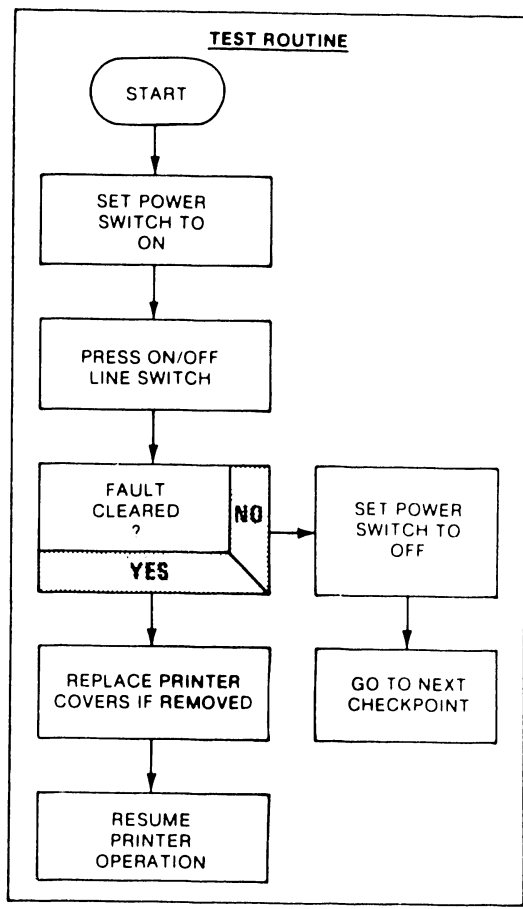 TEST ROUTINE
START
SET POWER
SWITCH TO
ON
PRESS ON/OFF
LINE SWITCH
FAULT
CLEARED
?
NO
YES
SET POWER
SWITCH TO
OFF
REPLACE PRINTER
COVERS IF REMOVED
GO TO NEXT
CHECKPOINT
RESUME
PRINTER
OPERATION